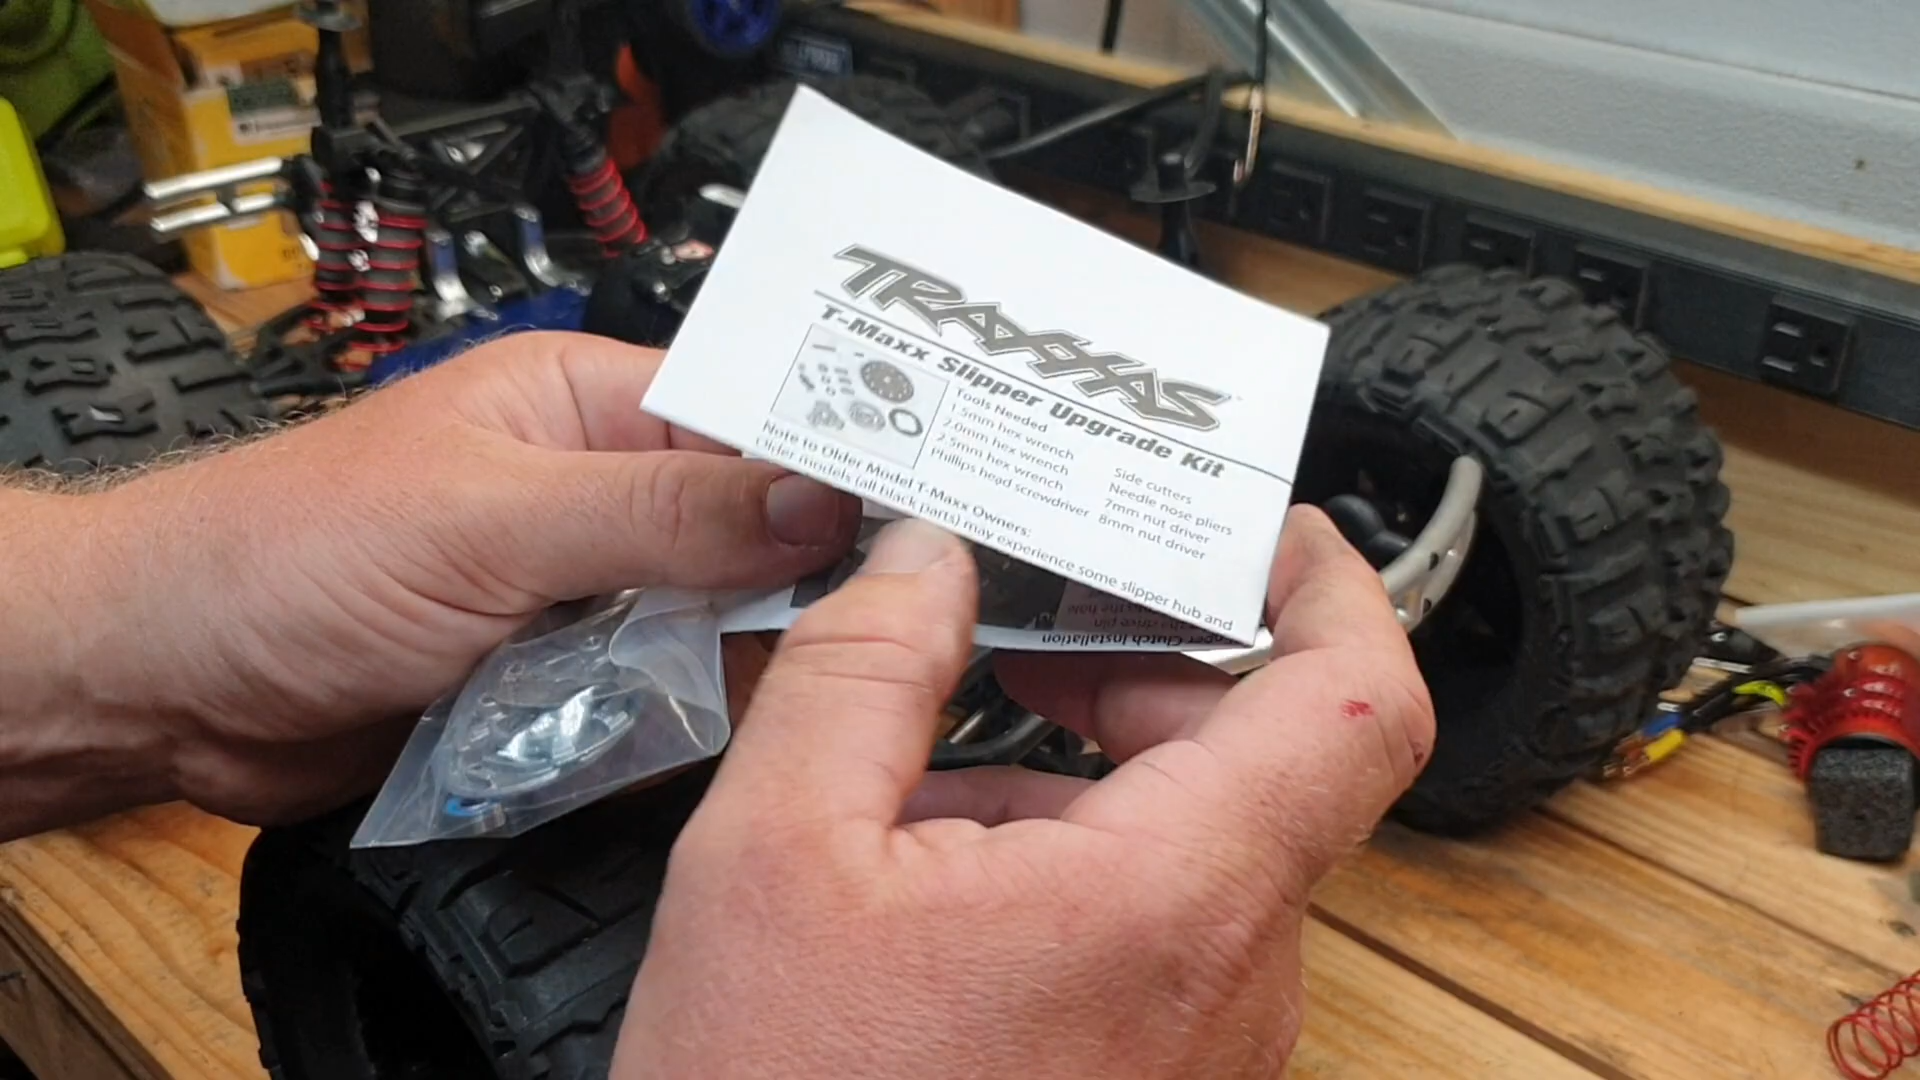 TRAXXAS
T-Maxx Slipper Upgrade Kit
Tools Needed
1.5mm hex wrench
2.0mm hex wrench
2.5mm hex wrench
Phillips head screwdriver
Side cutters
Needle nose pliers
7mm nut driver
8mm nut driver
Note to Older Model T-Maxx Owners:
Older models (all black parts) may experience some slipper hub and
Clutch Installation